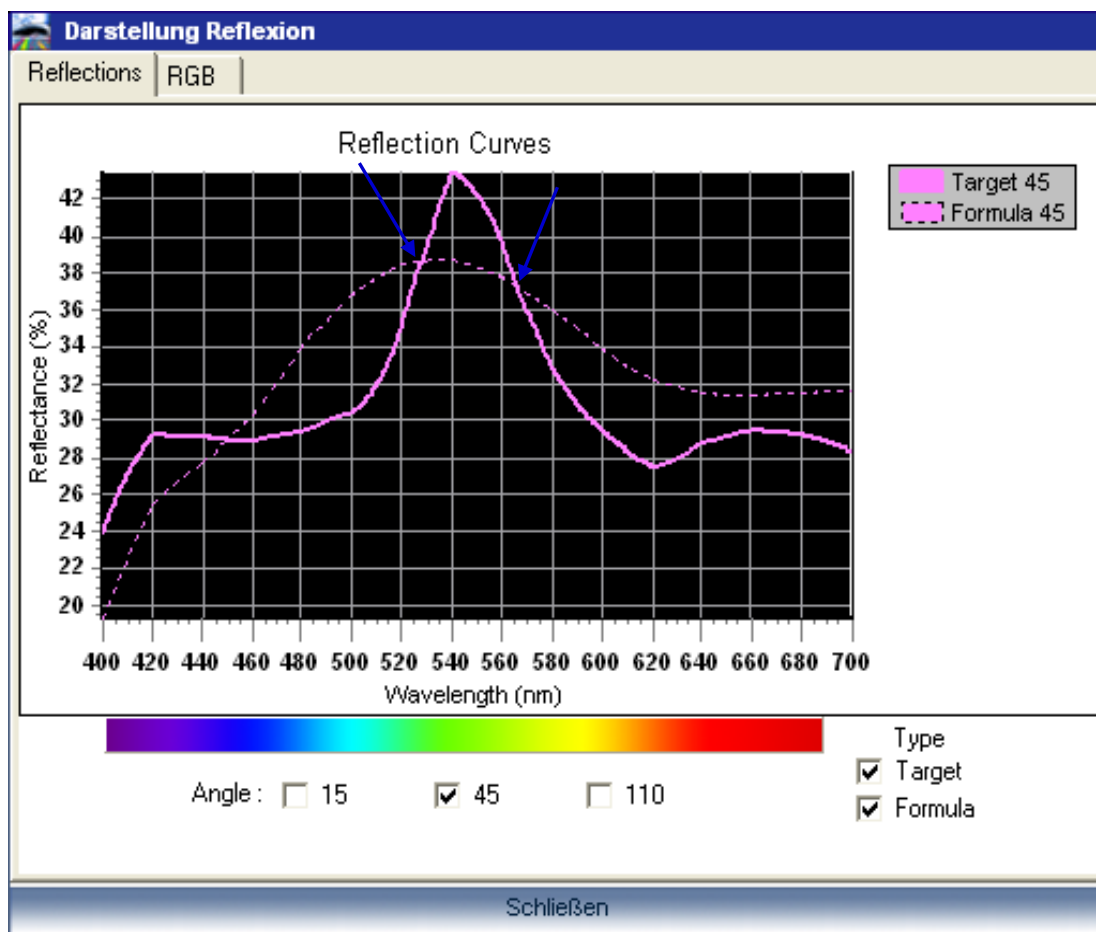 Darstellung Reflexion
Reflections RGB
Reflection Curves
Target 45
Formula 45
42
40
38
36
34
32
30
28
26
24
22
20
Reflectance (%)
400 420 440 460 480 500 520 540 560 580 600 620 640 660 680 700
Wavelength (nm)
Type
Target
Angle : 15 45 110
Formula
Schließen